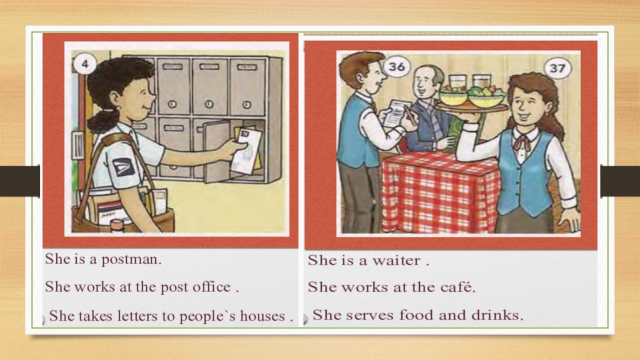 4
She is a postman.
She works at the post office .
She takes letters to people`s houses .
36
37
She is a waiter .
She works at the café.
She serves food and drinks.